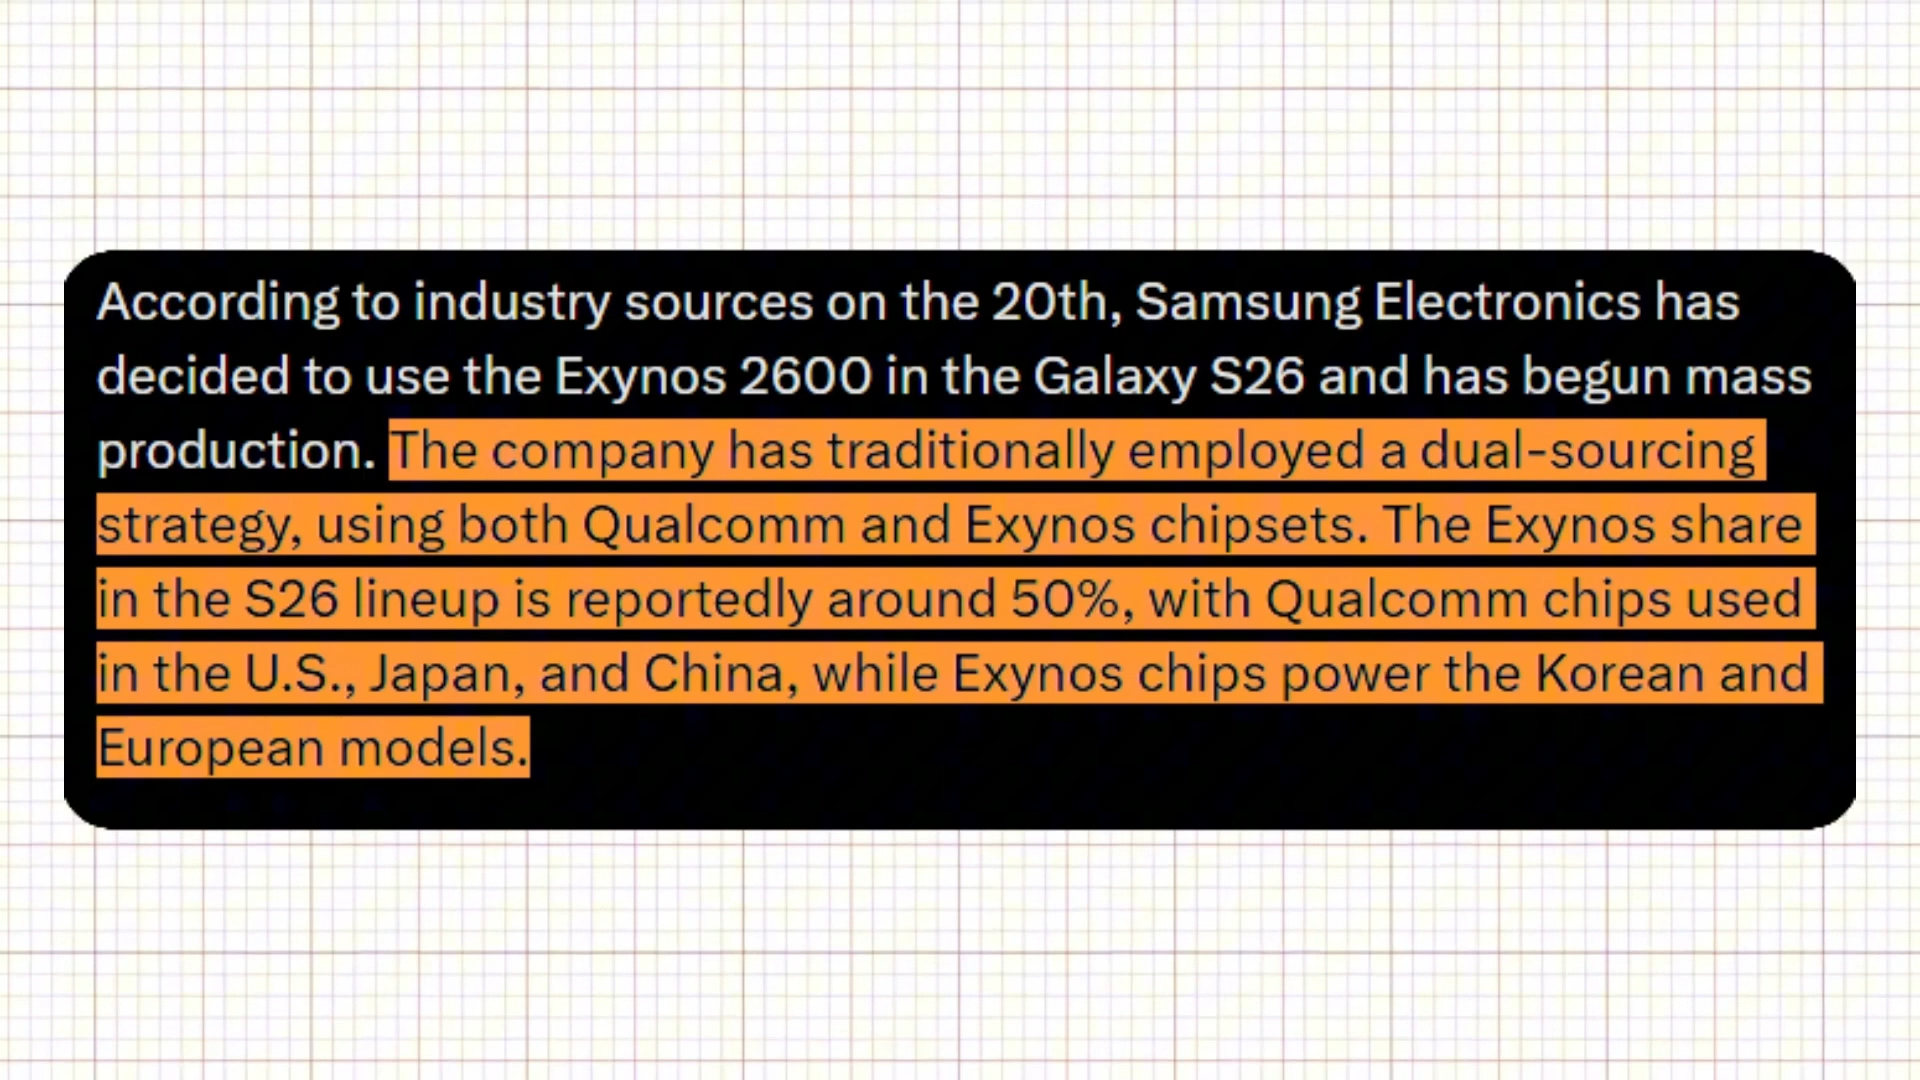 According to industry sources on the 20th, Samsung Electronics has
decided to use the Exynos 2600 in the Galaxy S26 and has begun mass
production. The company has traditionally employed a dual-sourcing
strategy, using both Qualcomm and Exynos chipsets. The Exynos share
in the S26 lineup is reportedly around 50%, with Qualcomm chips used
in the U.S., Japan, and China, while Exynos chips power the Korean and
European models.